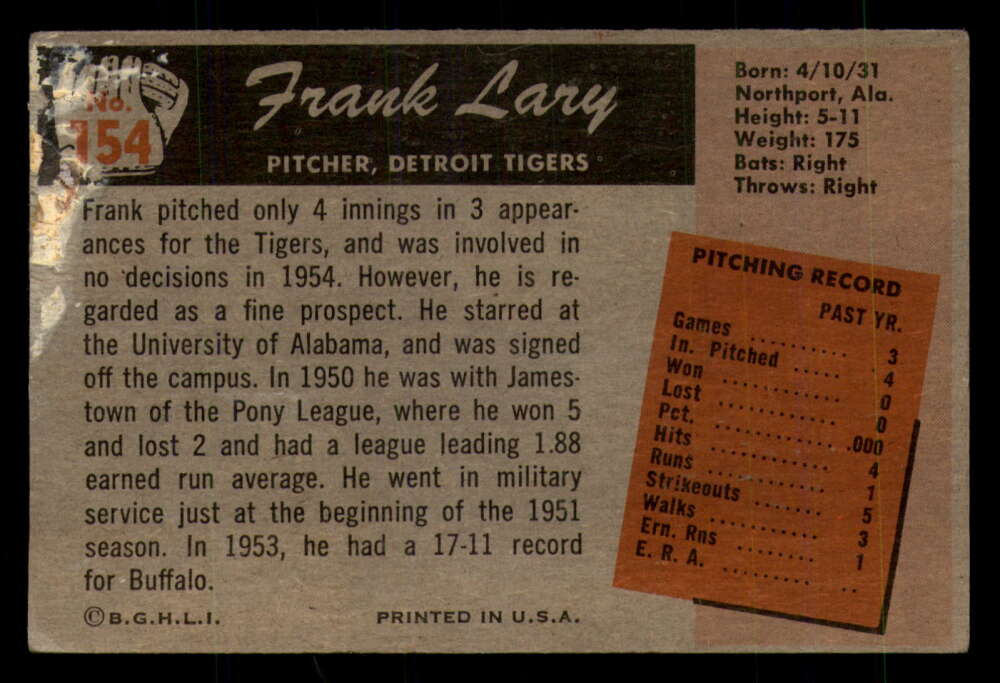 No.
154
Frank Lary
PITCHER, DETROIT TIGERS
Born: 4/10/31
Northport, Ala.
Height: 5-11
Weight: 175
Bats: Right
Throws: Right
Frank pitched only 4 innings in 3 appear-
ances for the Tigers, and was involved in
no decisions in 1954. However, he is re-
garded as a fine prospect. He starred at
the University of Alabama, and was signed
off the campus. In 1950 he was with James-
town of the Pony League, where he won 5
and lost 2 and had a league leading 1.88
earned run average. He went in military
service just at the beginning of the 1951
season. In 1953, he had a 17-11 record
for Buffalo.
PITCHING RECORD
PAST YR.
Games .......... 3
In. Pitched ..... 4
Won ............ 0
Lost ............ 0
Pct. ............ .000
Hits ............ 4
Runs ........... 1
Strikeouts ....... 5
Walks .......... 3
Ern. Rns ........ 1
E. R. A. ......... ..
© B.G.H.L.I.
PRINTED IN U.S.A.